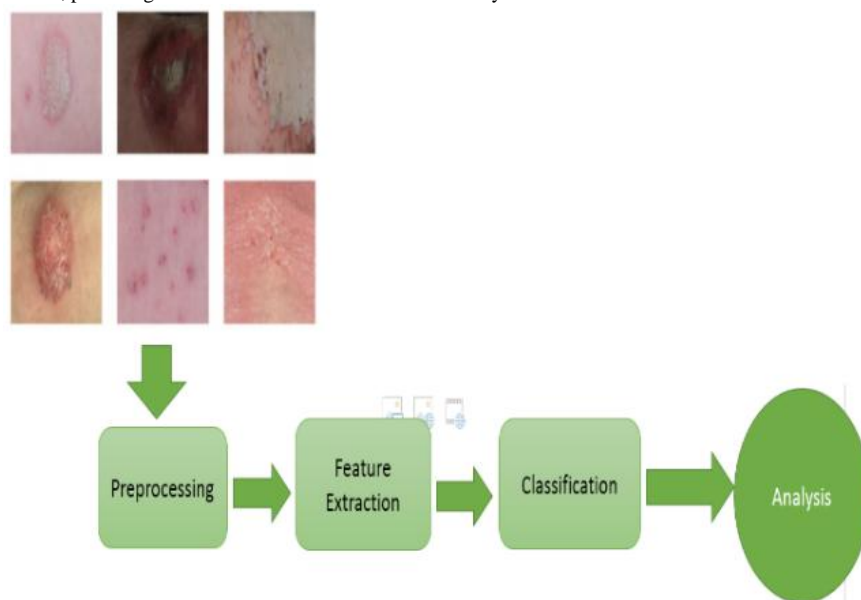 Preprocessing
Feature
Extraction
Classification
Analysis